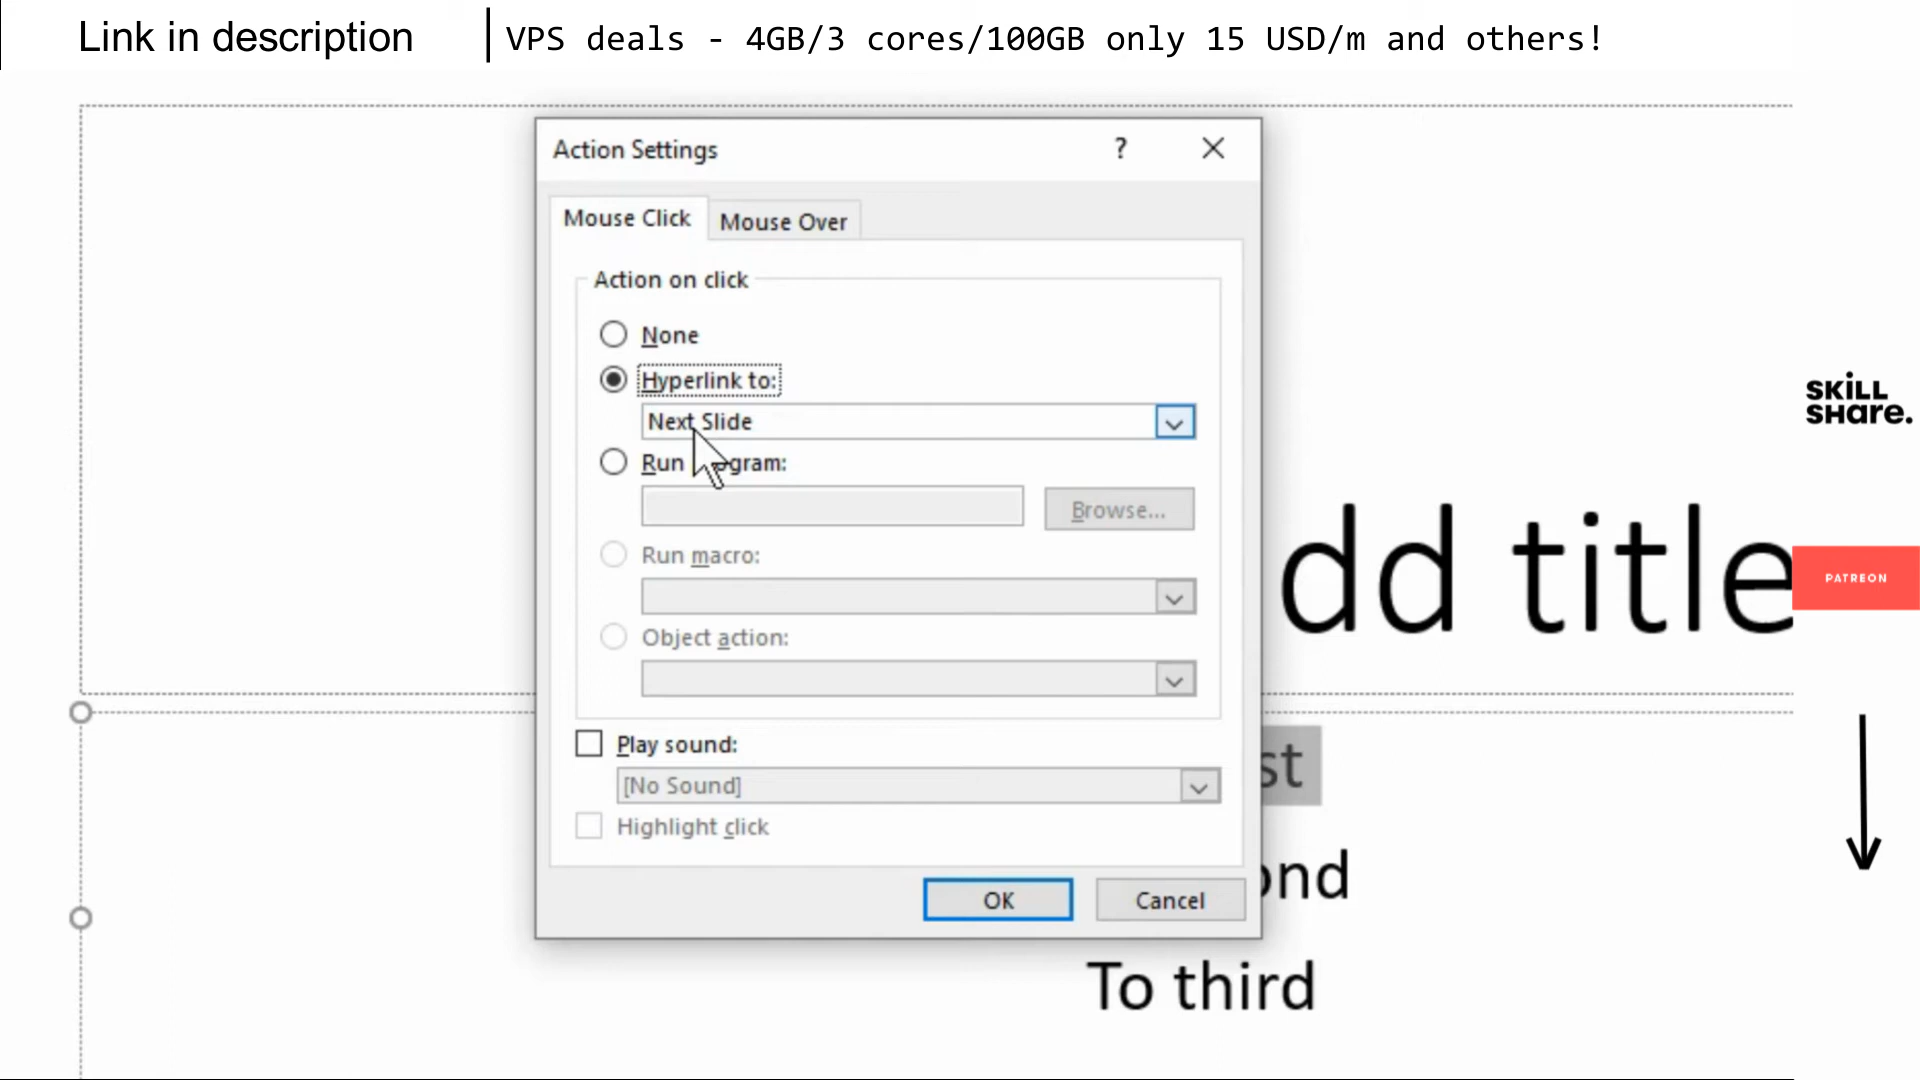 Link in description
VPS deals - 4GB/3 cores/100GB only 15 USD/m and others!
Action Settings
?
Mouse Click
Mouse Over
Action on click
None
Hyperlink to:
Next Slide
Run
gram:
Browse...
Run macro:
Object action:
Play sound:
[No Sound]
Highlight click
OK
Cancel
dd title
st
ond
To third
SKILL
SHARE.
PATREON